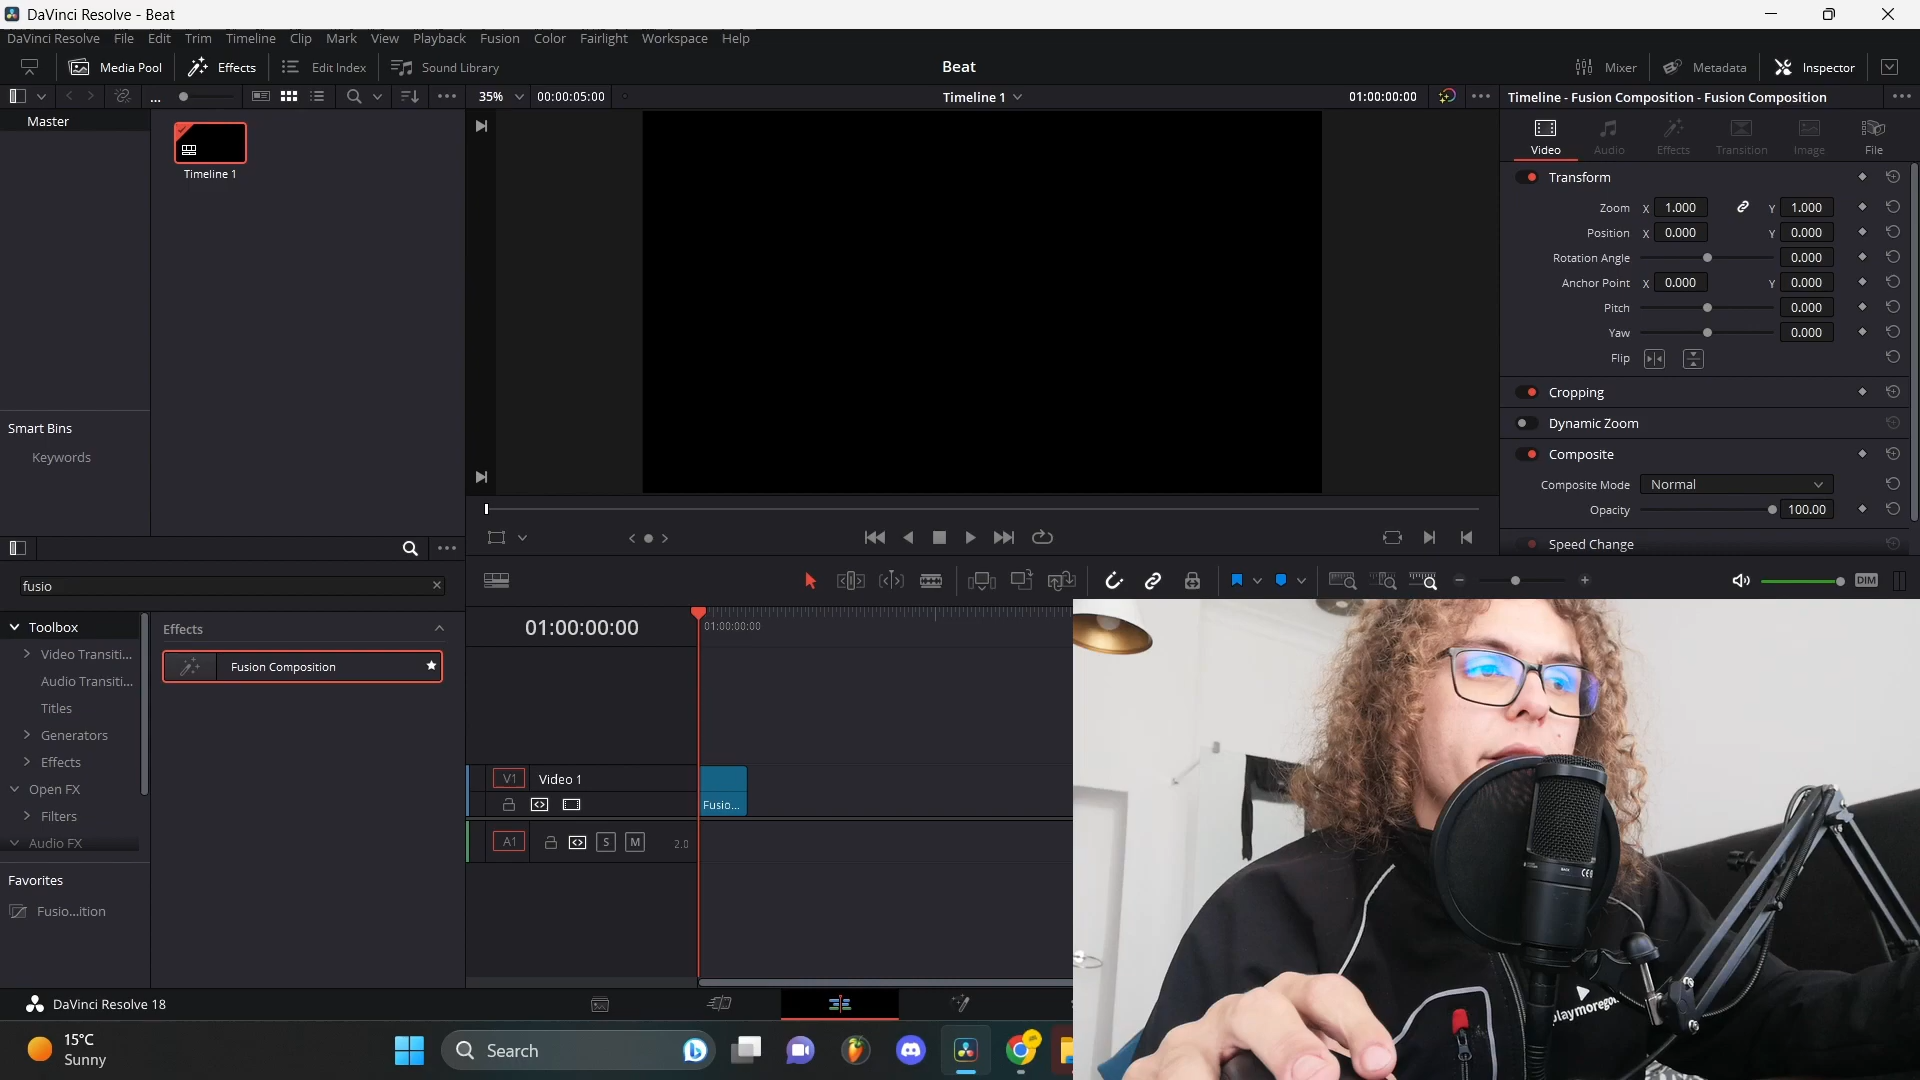 DaVinci Resolve - Beat
DaVinci Resolve File Edit Trim Timeline Clip Mark View Playback Fusion Color Fairlight Workspace Help
Media Pool Effects Edit Index Sound Library Beat Mixer Metadata Inspector
... 35% 00:00:05:00 Timeline 1 01:00:00:00 Timeline - Fusion Composition - Fusion Composition
Master
Timeline 1
Video Audio Effects Transition Image File
Transform
Zoom X 1.000 Y 1.000
Position X 0.000 Y 0.000
Rotation Angle 0.000
Anchor Point X 0.000 Y 0.000
Pitch 0.000
Yaw 0.000
Flip
Cropping
Dynamic Zoom
Composite
Composite Mode Normal
Opacity 100.00
Speed Change
Smart Bins
Keywords
fusio
Toolbox
Video Transiti...
Audio Transiti...
Titles
Generators
Effects
Open FX
Filters
Audio FX
Favorites
Fusio...ition
Effects
Fusion Composition
DIM
01:00:00:00
01:00:00:00
V1 Video 1
Fusio...
A1 S M 2.0
DaVinci Resolve 18
15°C
Sunny
Search
playmoregol